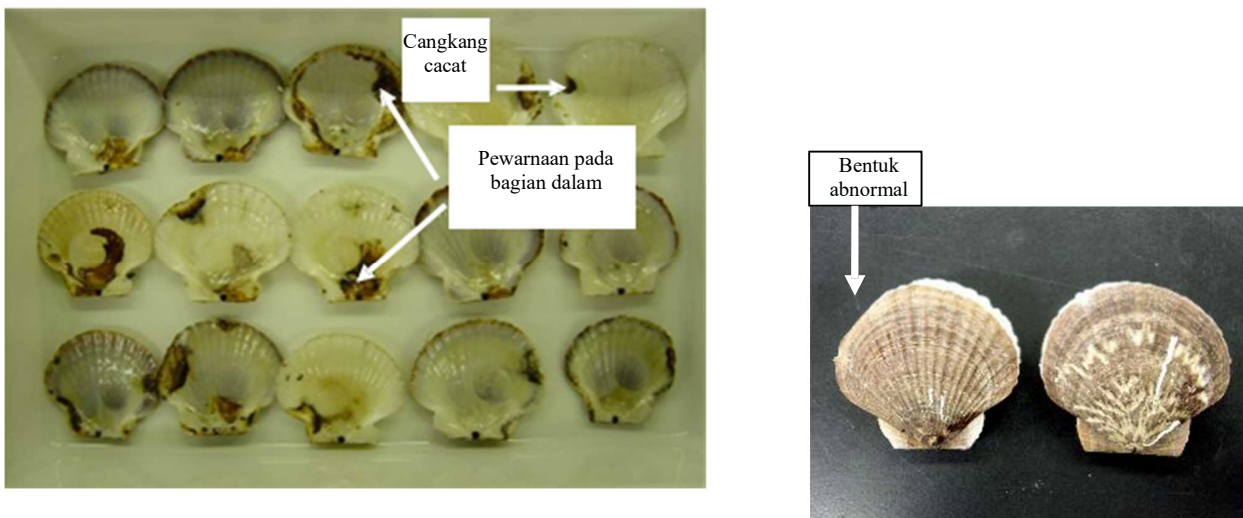 Cangkang
cacat
Pewarnaan pada
bagian dalam
Bentuk
abnormal